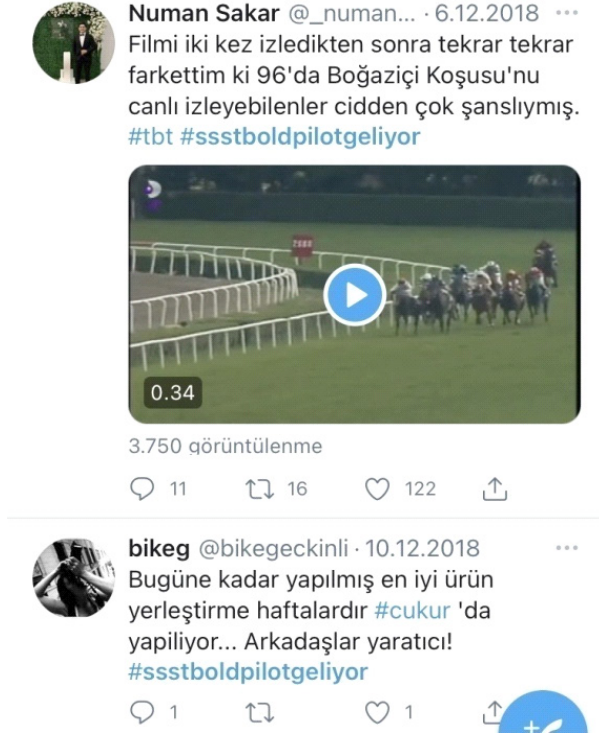 Numan Sakar @_numan... · 6.12.2018
Filmi iki kez izledikten sonra tekrar tekrar
farkettim ki 96'da Boğaziçi Koşusu'nu
canlı izleyebilenler cidden çok şanslıymış.
#tbt #ssstboldpilotgeliyor
0.34
3.750 görüntülenme
11 16 122
bikeg @bikegeckinli · 10.12.2018
Bugüne kadar yapılmış en iyi ürün
yerleştirme haftalardır #cukur 'da
yapiliyor... Arkadaşlar yaratıcı!
#ssstboldpilotgeliyor
1 1